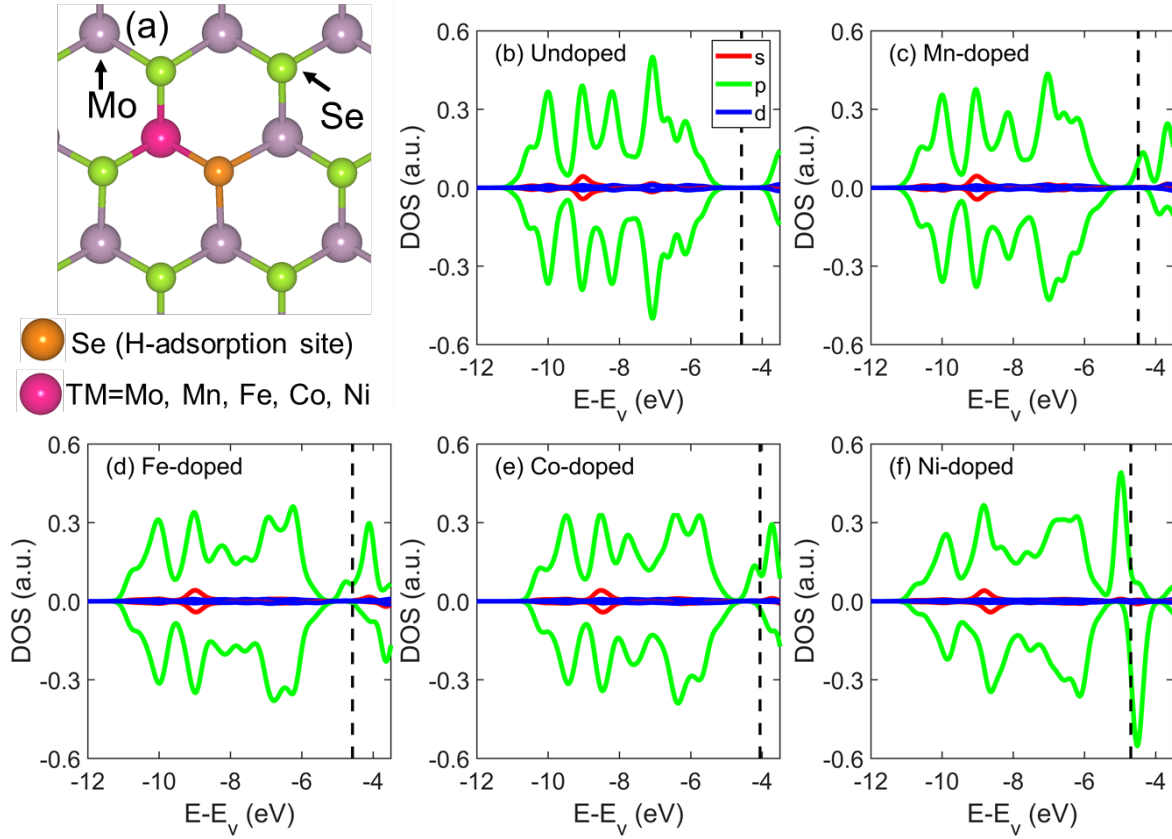 (a)
Mo
Se
Se (H-adsorption site)
TM=Mo, Mn, Fe, Co, Ni
(b) Undoped
s
p
d
DOS (a.u.)
0.6
0.3
0.0
-0.3
-0.6
-12 -10 -8 -6 -4
E-Eᵥ (eV)
(c) Mn-doped
DOS (a.u.)
0.6
0.3
0.0
-0.3
-0.6
-12 -10 -8 -6 -4
E-Eᵥ (eV)
(d) Fe-doped
DOS (a.u.)
0.6
0.3
0.0
-0.3
-0.6
-12 -10 -8 -6 -4
E-Eᵥ (eV)
(e) Co-doped
DOS (a.u.)
0.6
0.3
0.0
-0.3
-0.6
-12 -10 -8 -6 -4
E-Eᵥ (eV)
(f) Ni-doped
DOS (a.u.)
0.6
0.3
0.0
-0.3
-0.6
-12 -10 -8 -6 -4
E-Eᵥ (eV)